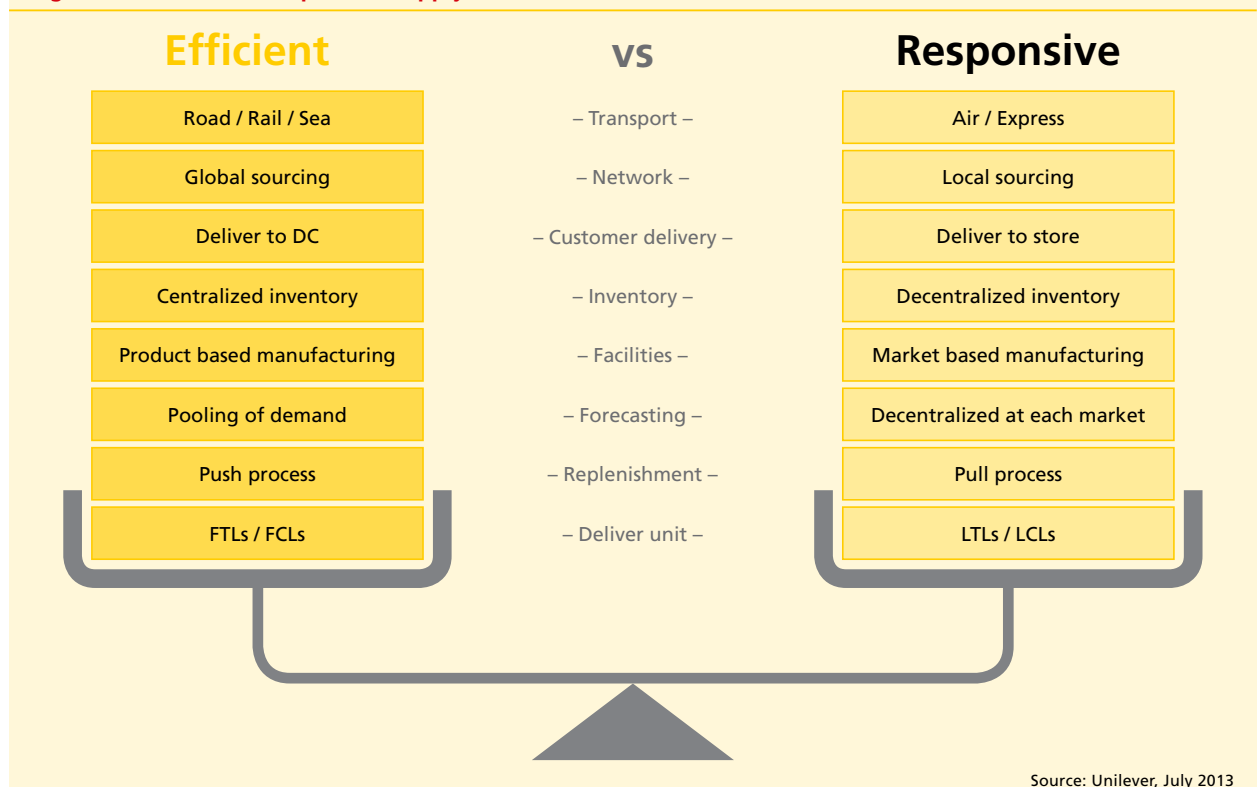 Efficient vs Responsive
Road / Rail / Sea – Transport – Air / Express
Global sourcing – Network – Local sourcing
Deliver to DC – Customer delivery – Deliver to store
Centralized inventory – Inventory – Decentralized inventory
Product based manufacturing – Facilities – Market based manufacturing
Pooling of demand – Forecasting – Decentralized at each market
Push process – Replenishment – Pull process
FTLs / FCLs – Deliver unit – LTLs / LCLs
Source: Unilever, July 2013